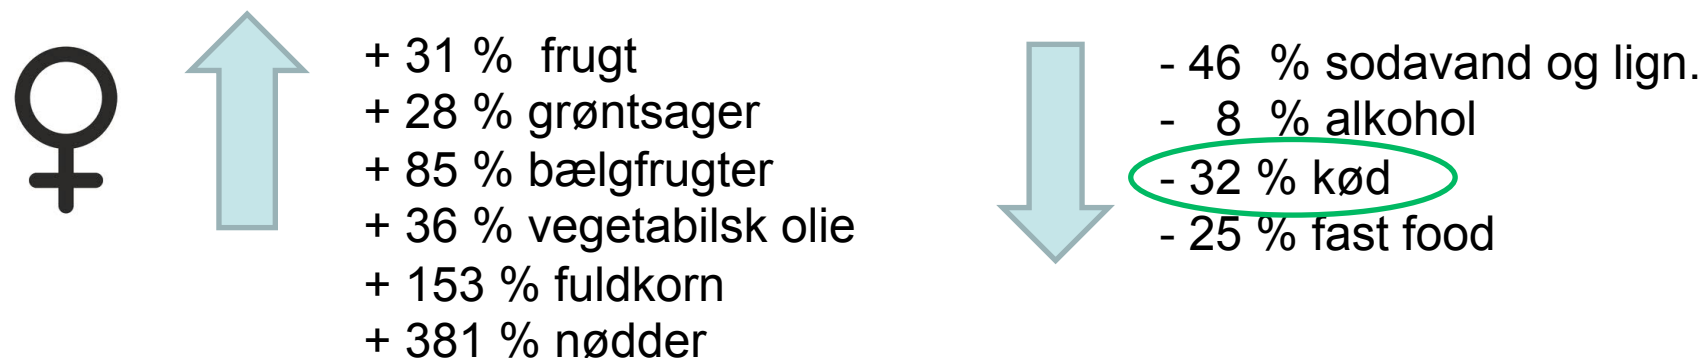 + 31 % frugt
+ 28 % grøntsager
+ 85 % bælgfrugter
+ 36 % vegetabilsk olie
+ 153 % fuldkorn
+ 381 % nødder
- 46 % sodavand og lign.
- 8 % alkohol
- 32 % kød
- 25 % fast food